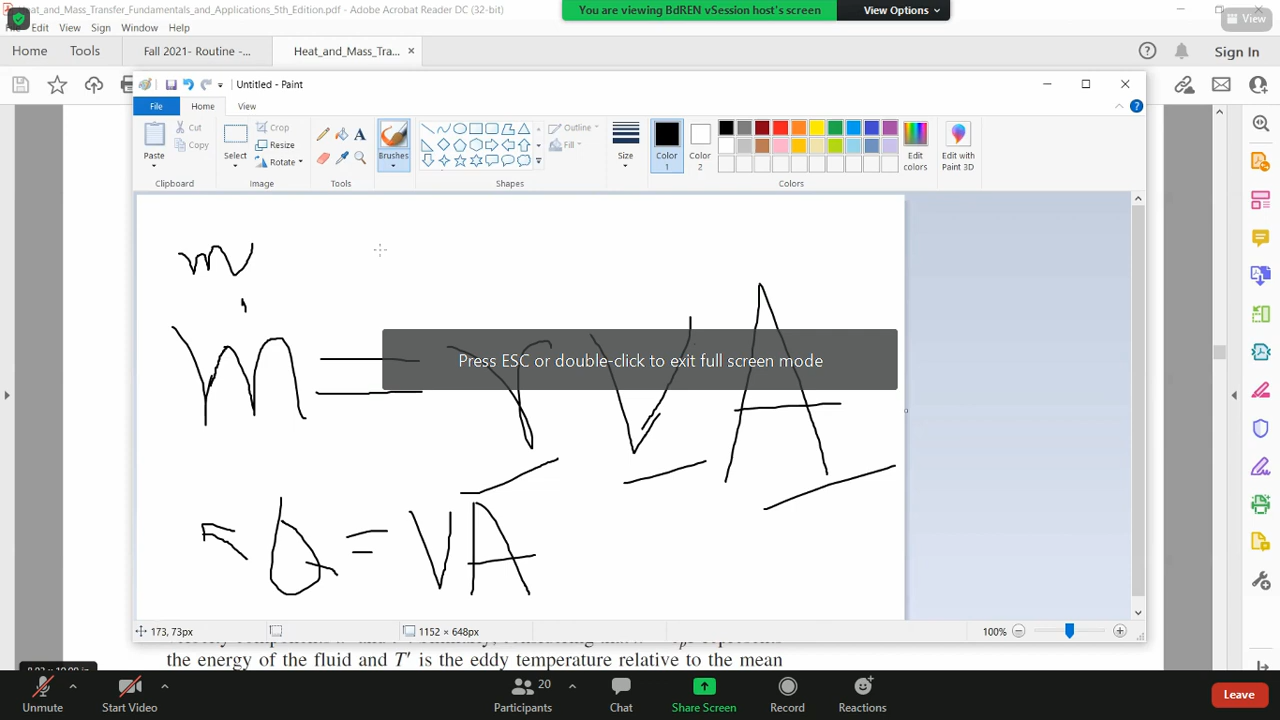 Heat_and_Mass_Transfer_Fundamentals_and_Applications_5th_Edition.pdf - Adobe Acrobat Reader DC (32-bit)
You are viewing BdREN vSession host's screen
View Options
View
Edit View Sign Window Help
Home Tools Fall 2021- Routine -... Heat_and_Mass_Tra... Sign In
Untitled - Paint
File Home View
Paste Cut Copy Select Crop Resize Rotate Brushes Outline Fill Size Color 1 Color 2 Edit colors Edit with Paint 3D
Clipboard Image Tools Shapes Colors
m
ṁ = r V A
Press ESC or double-click to exit full screen mode
= VA
173, 73px 1152 × 648px 100%
the energy of the fluid and T′ is the eddy temperature relative to the mean
Unmute Start Video 20 Participants Chat Share Screen Record Reactions Leave